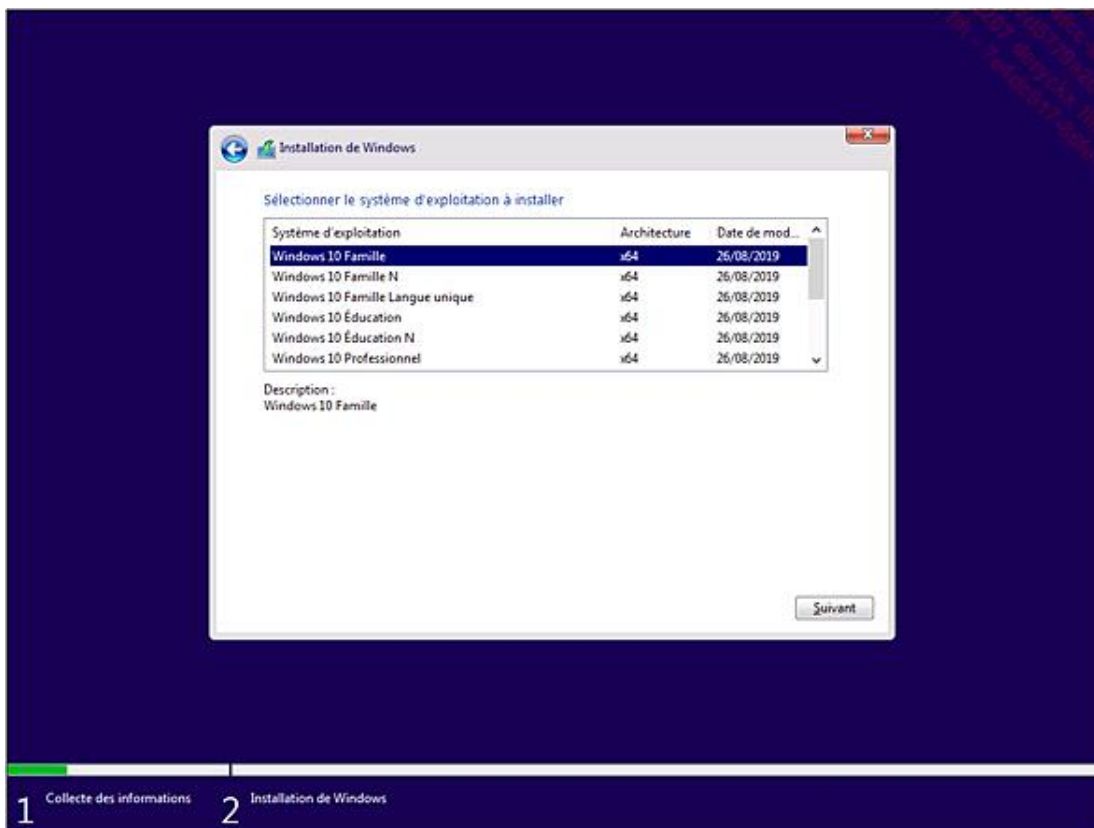 Installation de Windows
Sélectionner le système d'exploitation à installer
Système d'exploitation Architecture Date de mod...
Windows 10 Famille x64 26/08/2019
Windows 10 Famille N x64 26/08/2019
Windows 10 Famille Langue unique x64 26/08/2019
Windows 10 Éducation x64 26/08/2019
Windows 10 Éducation N x64 26/08/2019
Windows 10 Professionnel x64 26/08/2019
Description :
Windows 10 Famille
Suivant
1 Collecte des informations 2 Installation de Windows